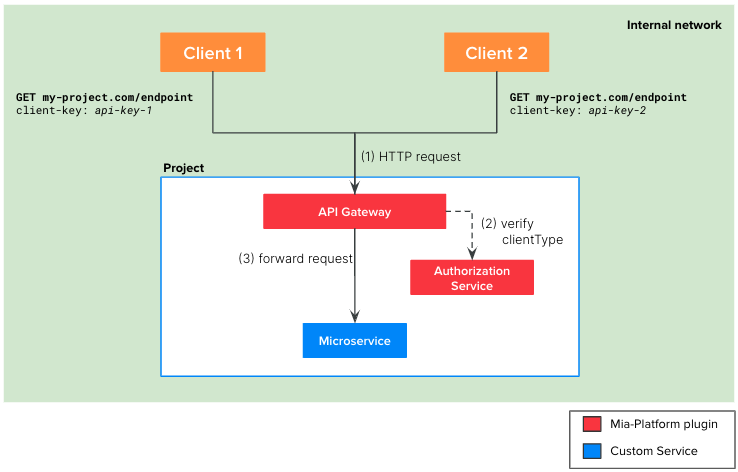 Internal network
Client 1
Client 2
GET my-project.com/endpoint
client-key: api-key-1
GET my-project.com/endpoint
client-key: api-key-2
(1) HTTP request
Project
API Gateway
(2) verify
clientType
(3) forward request
Authorization
Service
Microservice
Mia-Platform plugin
Custom Service